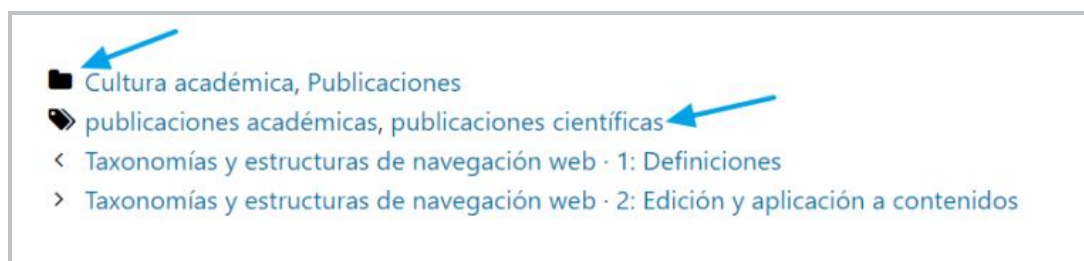 Cultura académica, Publicaciones
publicaciones académicas, publicaciones científicas
Taxonomías y estructuras de navegación web · 1: Definiciones
Taxonomías y estructuras de navegación web · 2: Edición y aplicación a contenidos